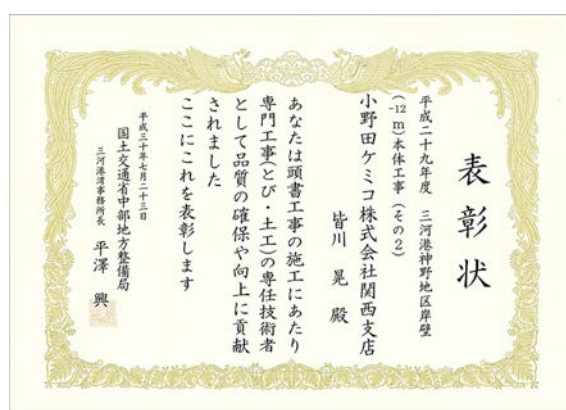 表彰状
平成二十九年度 三河港神野地区岸壁
(-12m)本体工事(その2)
小野田ケミコ株式会社関西支店
皆川 晃 殿
あなたは頭書工事の施工にあたり
専門工事(とび・土工)の専任技術者
として品質の確保や向上に貢献
されました
ここにこれを表彰します
平成三十年七月二十三日
国土交通省中部地方整備局
三河港湾事務所長 平澤 興